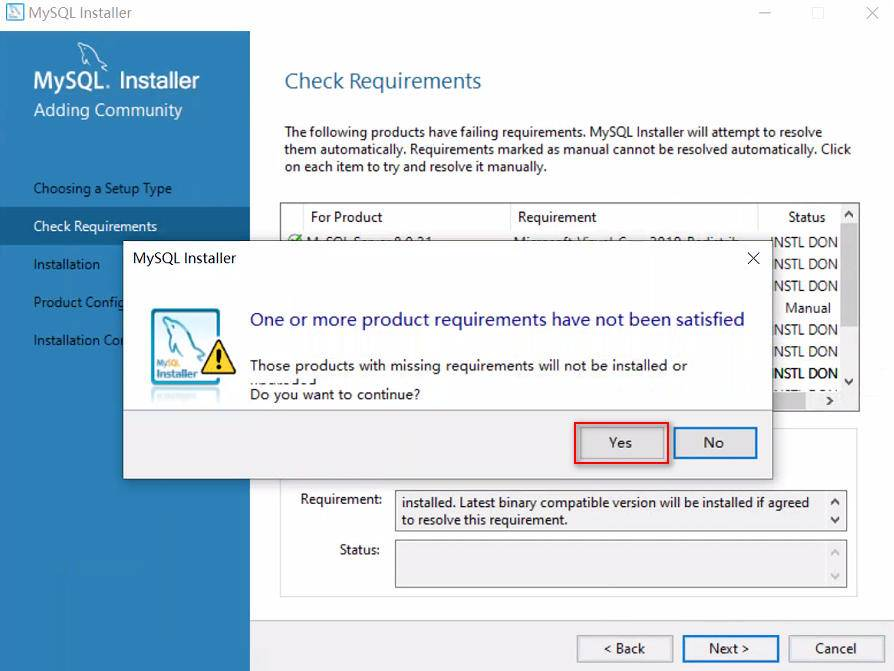 MySQL Installer
MySQL. Installer
Adding Community
Choosing a Setup Type
Check Requirements
Installation
Product Config
Installation Co
Check Requirements
The following products have failing requirements. MySQL Installer will attempt to resolve
them automatically. Requirements marked as manual cannot be resolved automatically. Click
on each item to try and resolve it manually.
For Product Requirement Status
INSTL DON
INSTL DON
INSTL DON
Manual
INSTL DON
INSTL DON
INSTL DON
MySQL Installer
MySQL
Installer
One or more product requirements have not been satisfied
Those products with missing requirements will not be installed or
Do you want to continue?
Yes No
Requirement: installed. Latest binary compatible version will be installed if agreed
to resolve this requirement.
Status:
< Back Next > Cancel